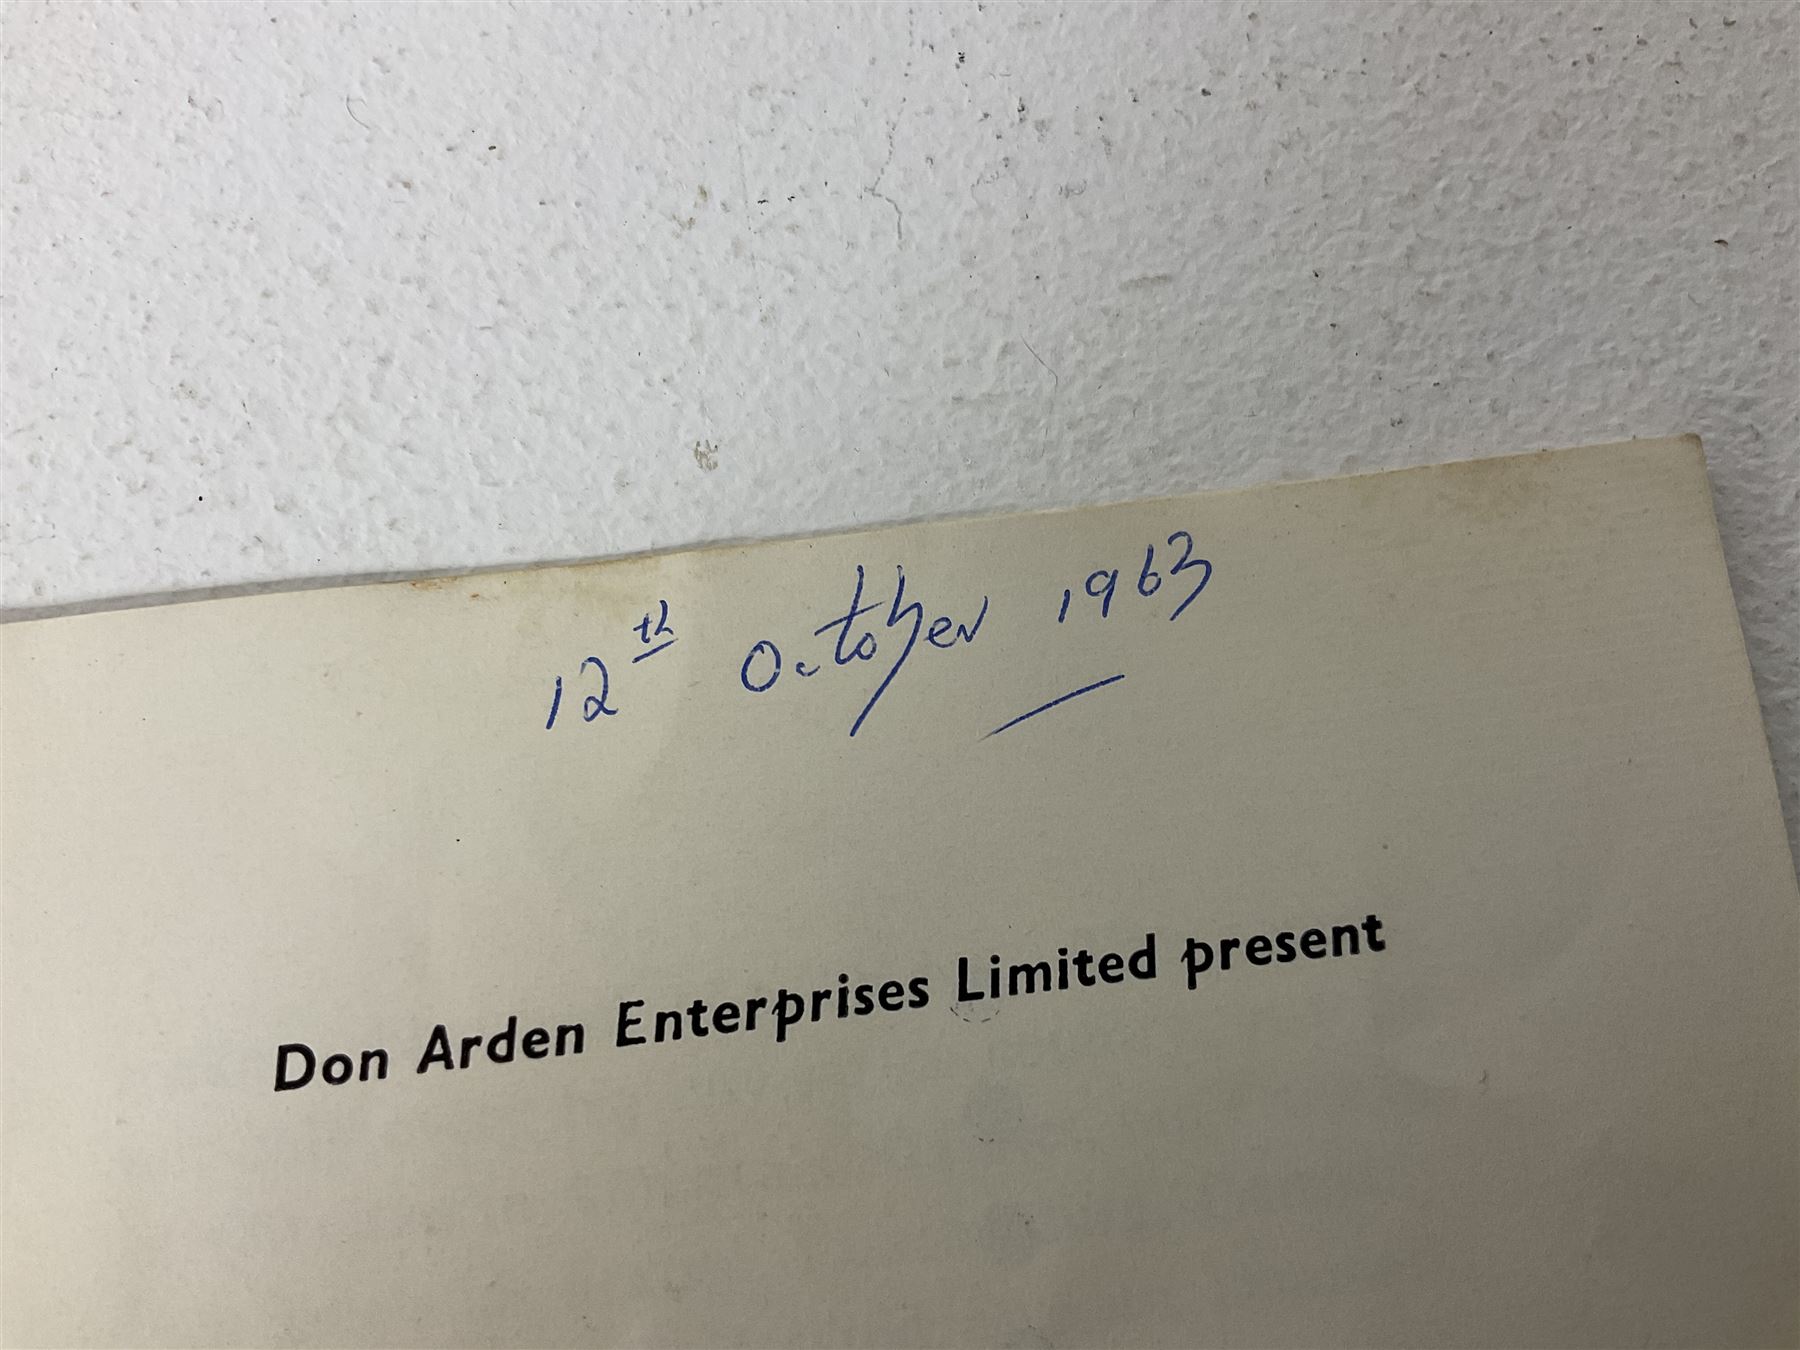 12th October 1963
Don Arden Enterprises Limited present